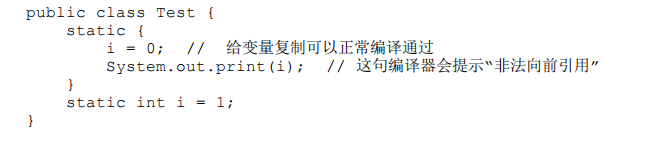 public class Test {
static {
i = 0; // 给变量复制可以正常编译通过
System.out.print(i); // 这句编译器会提示“非法向前引用”
}
static int i = 1;
}